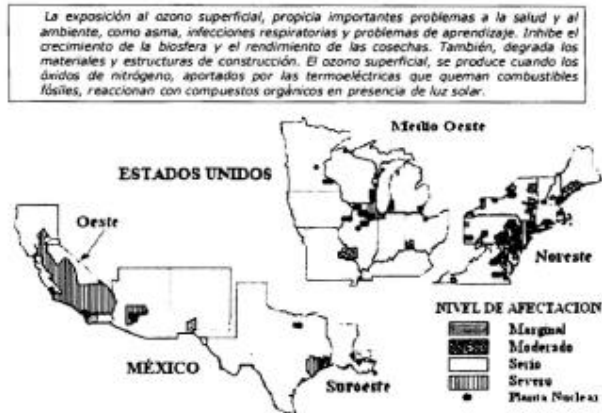 La exposición al ozono superficial, propicia importantes problemas a la salud y al
ambiente, como asma, infecciones respiratorias y problemas de aprendizaje. Inhibe el
crecimiento de la biosfera y el rendimiento de las cosechas. También, degrada los
materiales y estructuras de construcción. El ozono superficial, se produce cuando los
óxidos de nitrógeno, aportados por las termoeléctricas que queman combustibles
fósiles, reaccionan con compuestos orgánicos en presencia de luz solar.
Medio Oeste
ESTADOS UNIDOS
Oeste
Noreste
NIVEL DE AFECTACION
Marginal
Moderado
Serio
Severo
Planta Nuclear
MÉXICO
Suroeste